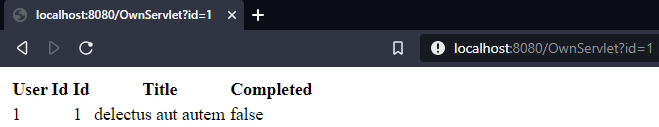 localhost:8080/OwnServlet?id=1
localhost:8080/OwnServlet?id=1
User Id Id Title Completed
1 1 delectus aut autem false